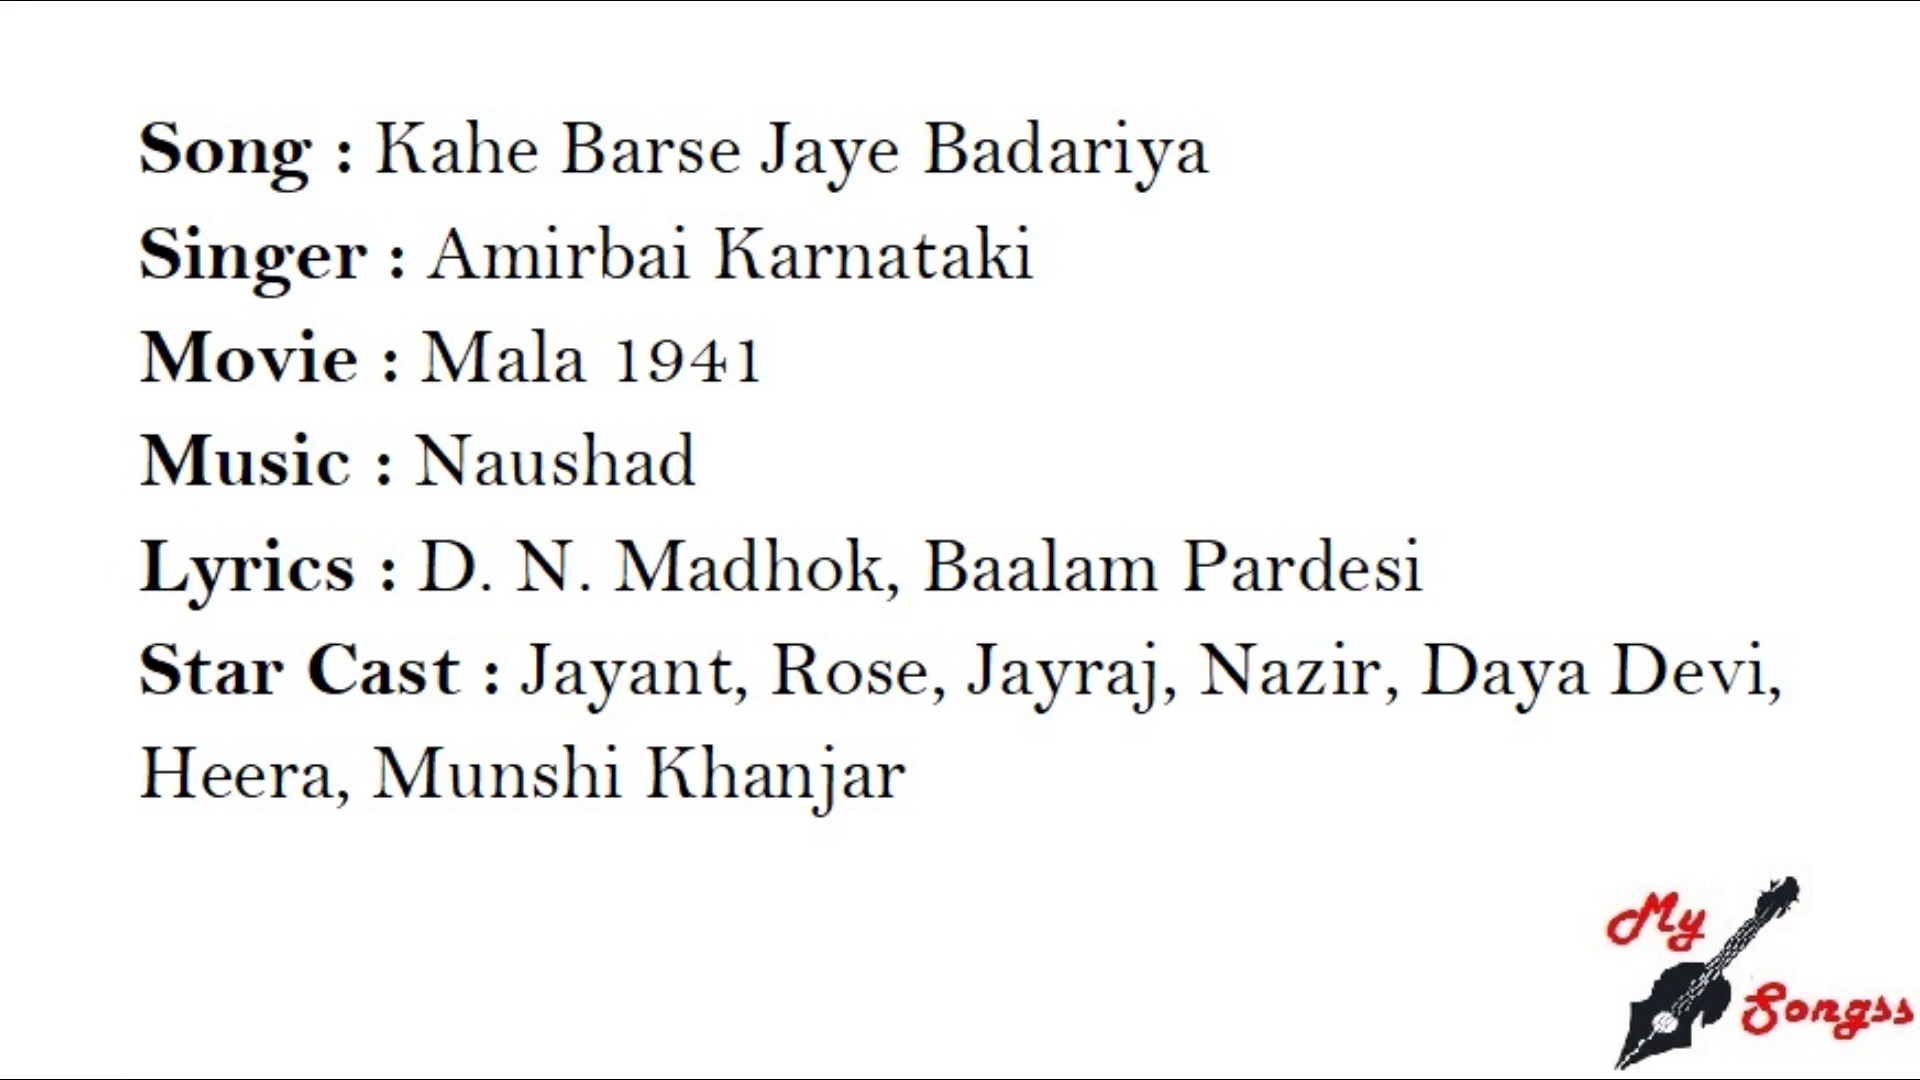 Song : Kahe Barse Jaye Badariya
Singer : Amirbai Karnataki
Movie : Mala 1941
Music : Naushad
Lyrics : D. N. Madhok, Baalam Pardesi
Star Cast : Jayant, Rose, Jayraj, Nazir, Daya Devi,
Heera, Munshi Khanjar
My
Songss